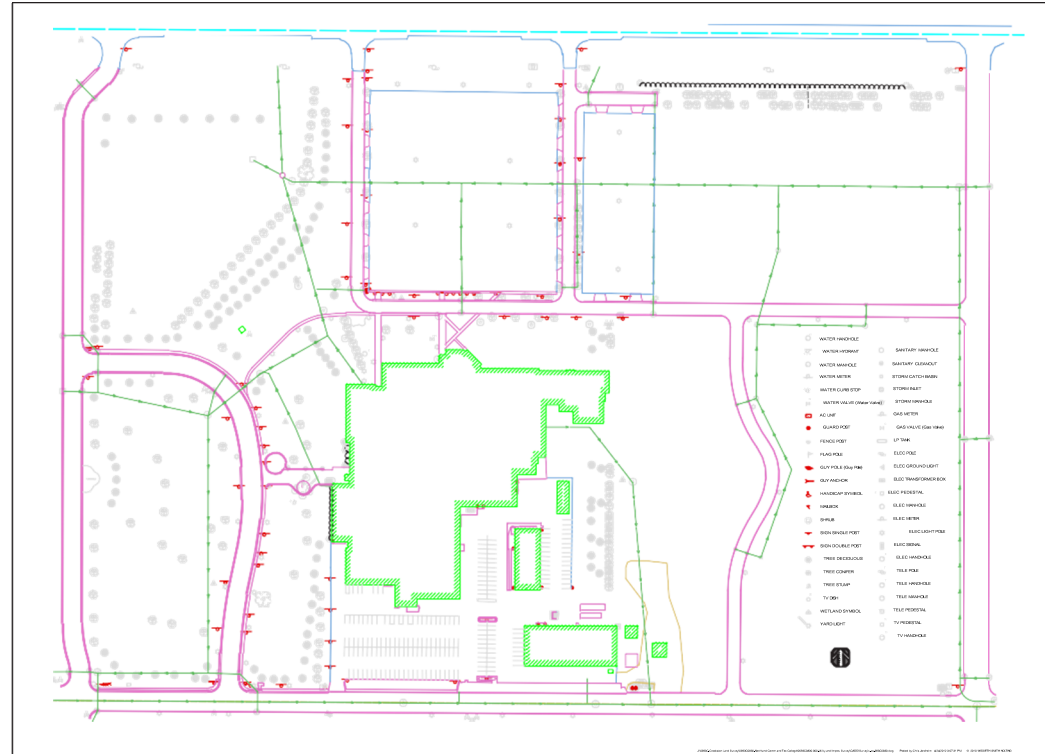 WATER HANDHOLE
WATER HYDRANT
WATER MANHOLE
WATER METER
WATER CURB STOP
WATER VALVE (Water Valve)
AC UNIT
GUARD POST
FENCE POST
FLAG POLE
GUY POLE (Guy Pole)
GUY ANCHOR
HANDICAP SYMBOL
MAILBOX
SHRUB
SIGN SINGLE POST
SIGN DOUBLE POST
TREE DECIDUOUS
TREE CONIFER
TREE STUMP
TV DISH
WETLAND SYMBOL
YARD LIGHT
SANITARY MANHOLE
SANITARY CLEANOUT
STORM CATCH BASIN
STORM INLET
STORM MANHOLE
GAS METER
GAS VALVE (Gas Valve)
LP TANK
ELEC POLE
ELEC GROUND LIGHT
ELEC TRANSFORMER BOX
ELEC PEDESTAL
ELEC MANHOLE
ELEC METER
ELEC LIGHT POLE
ELEC SIGNAL
ELEC HANDHOLE
TELE POLE
TELE HANDHOLE
TELE MANHOLE
TELE PEDESTAL
TV PEDESTAL
TV HANDHOLE